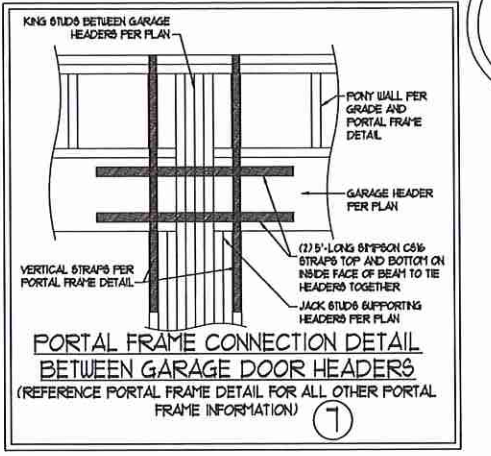 KING STUDS BETWEEN GARAGE
HEADERS PER PLAN
PONY WALL PER
GRADE AND
PORTAL FRAME
DETAIL
GARAGE HEADER
PER PLAN
(2) 5'-LONG SIMPSON CS16
STRAPS TOP AND BOTTOM ON
INSIDE FACE OF BEAM TO TIE
HEADERS TOGETHER
VERTICAL STRAPS PER
PORTAL FRAME DETAIL
JACK STUDS SUPPORTING
HEADERS PER PLAN
PORTAL FRAME CONNECTION DETAIL
BETWEEN GARAGE DOOR HEADERS
(REFERENCE PORTAL FRAME DETAIL FOR ALL OTHER PORTAL
FRAME INFORMATION)
7